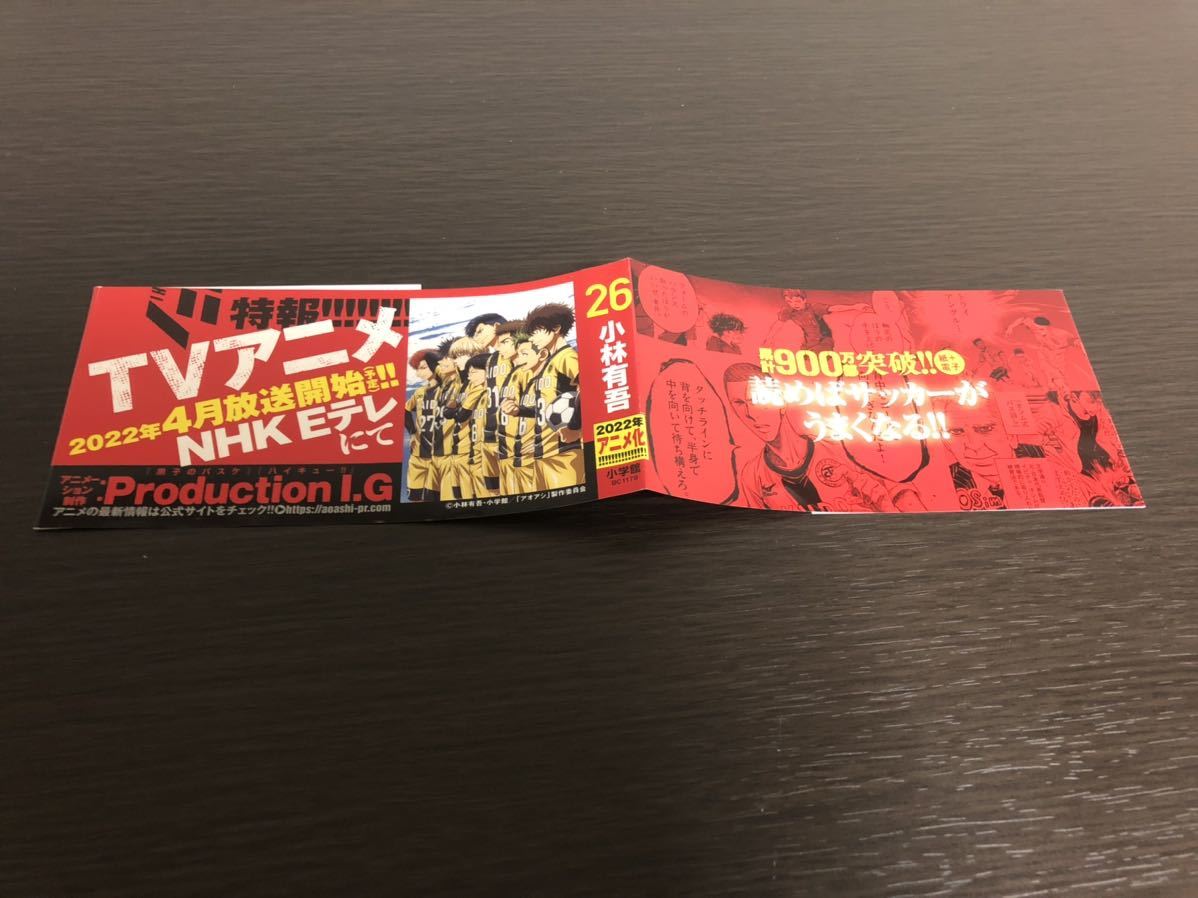 特報!!!!!!!!
TVアニメ
2022年4月放送開始(予定)!!
NHK Eテレにて
「黒子のバスケ」「ハイキュー!!」
アニメーション制作:Production I.G
アニメの最新情報は公式サイトをチェック!!▶https://aoashi-pr.com
©小林有吾・小学館/「アオアシ」製作委員会
26
小林有吾
2022年
アニメ化
!!!!!!!!!!!!
小学館
累計900万部突破!!
紙+電子
読めばサッカーが
うまくなる!!
タッチラインに
背を向けて、半身で
中を向いて待ち構えろ。